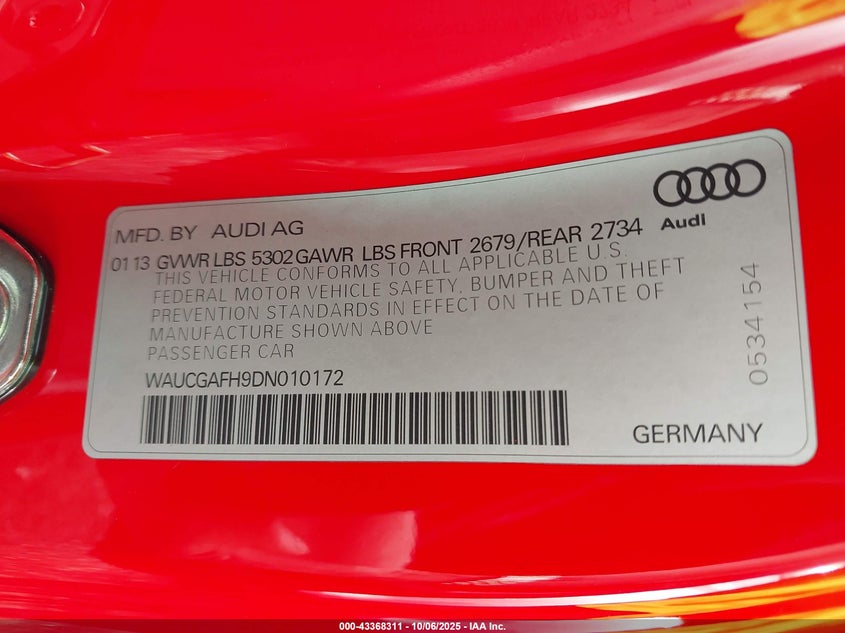 MFD. BY AUDI AG
Audi
01 13 GVWR LBS 5302 GAWR LBS FRONT 2679/REAR 2734
THIS VEHICLE CONFORMS TO ALL APPLICABLE U.S.
FEDERAL MOTOR VEHICLE SAFETY, BUMPER AND THEFT
PREVENTION STANDARDS IN EFFECT ON THE DATE OF
MANUFACTURE SHOWN ABOVE
PASSENGER CAR
WAUCGAFH9DN010172
0534154
GERMANY
000-43368311 - 10/06/2025 - IAA Inc.